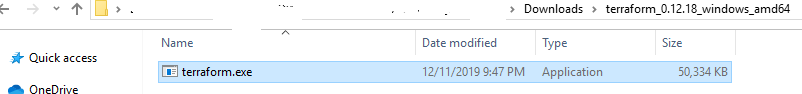 Downloads > terraform_0.12.18_windows_amd64
Name Date modified Type Size
Quick access
terraform.exe 12/11/2019 9:47 PM Application 50,334 KB
OneDrive